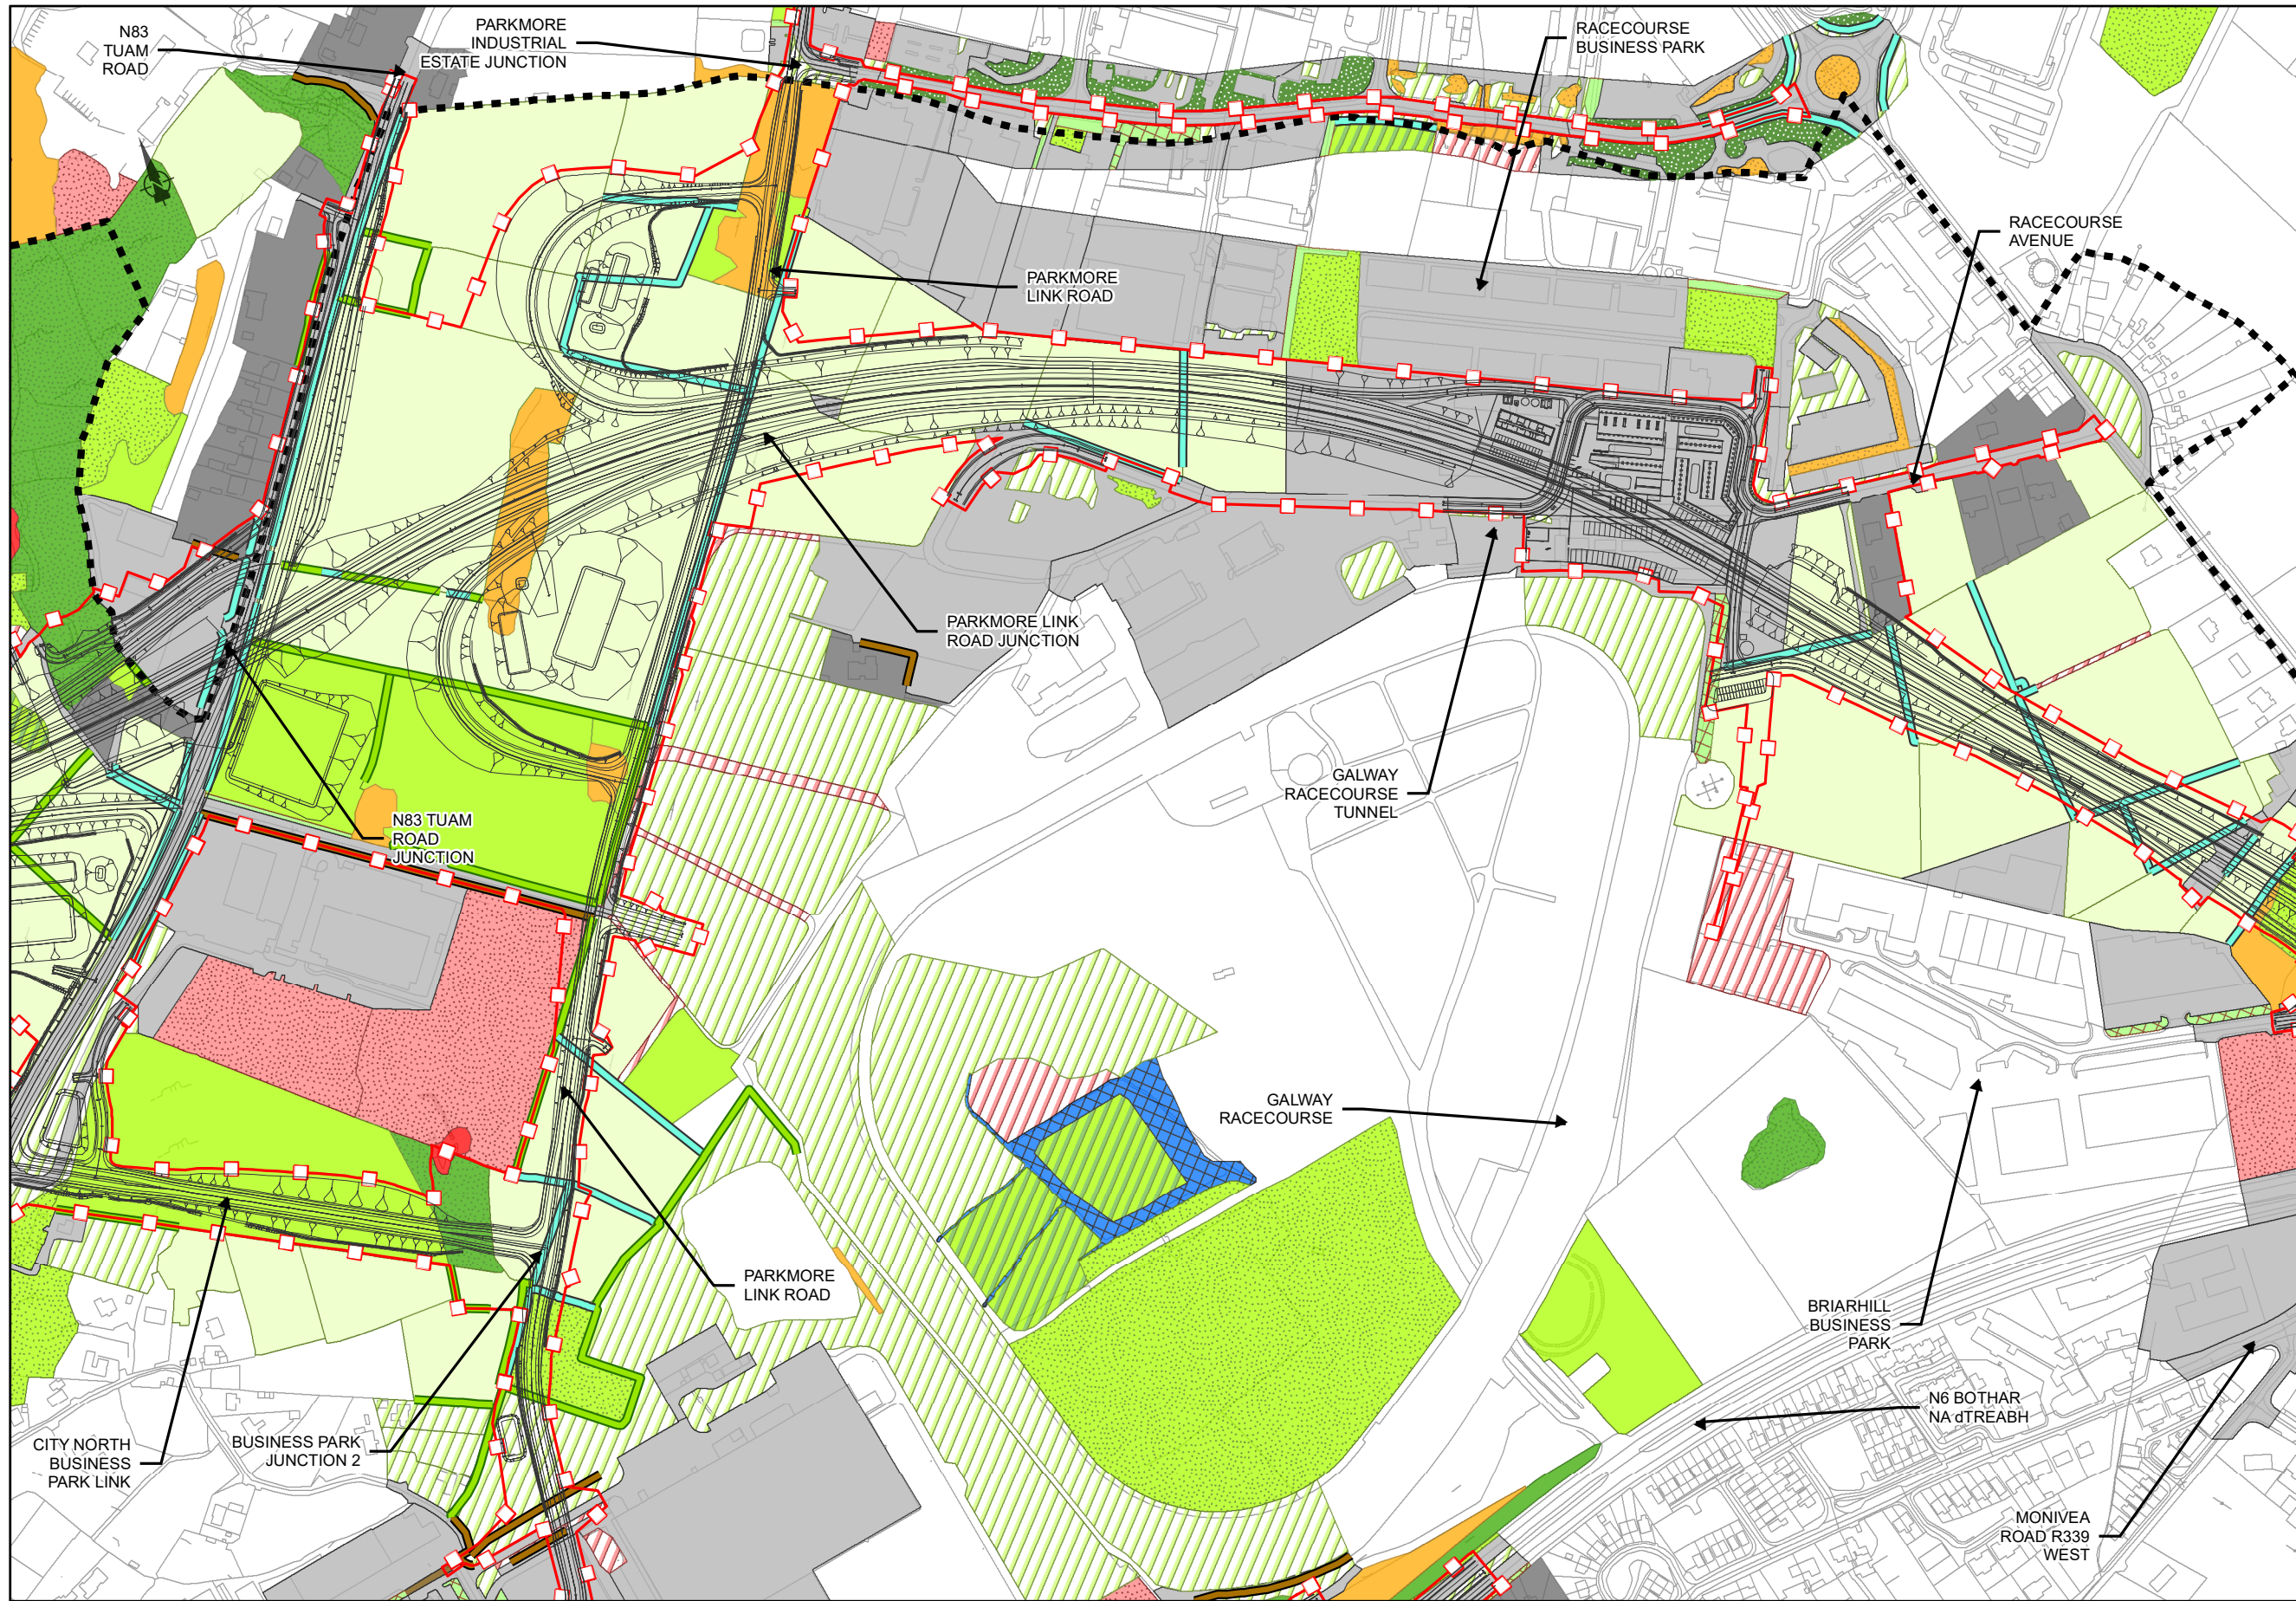 N83
TUAM
ROAD
PARKMORE
INDUSTRIAL
ESTATE JUNCTION
RACECOURSE
BUSINESS PARK
RACECOURSE
AVENUE
PARKMORE
LINK ROAD
PARKMORE LINK
ROAD JUNCTION
GALWAY
RACECOURSE
TUNNEL
N83 TUAM
ROAD
JUNCTION
GALWAY
RACECOURSE
PARKMORE
LINK ROAD
BRIARHILL
BUSINESS
PARK
N6 BOTHAR
NA dTREABH
CITY NORTH
BUSINESS
PARK LINK
BUSINESS PARK
JUNCTION 2
MONIVEA
ROAD R339
WEST